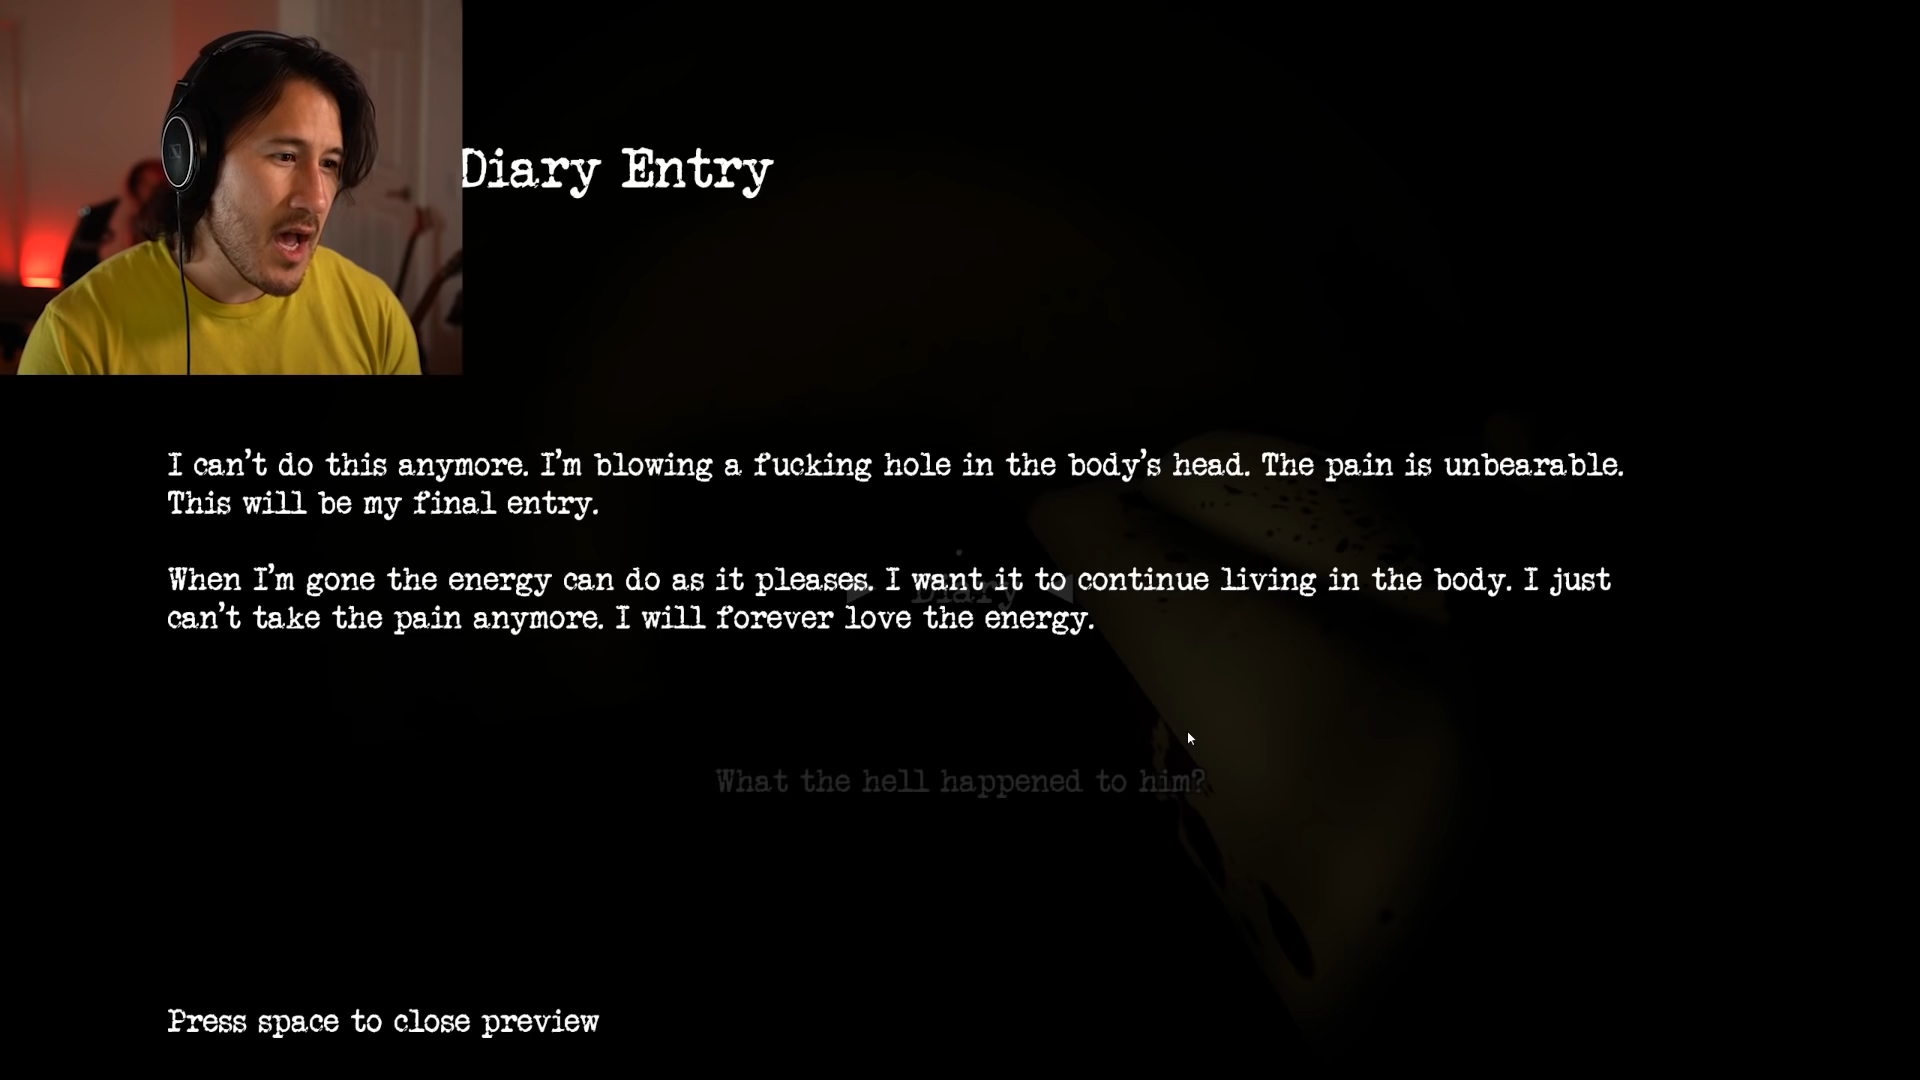 Diary Entry
I can't do this anymore. I'm blowing a fucking hole in the body's head. The pain is unbearable.
This will be my final entry.
When I'm gone the energy can do as it pleases. I want it to continue living in the body. I just
Diary
can't take the pain anymore. I will forever love the energy.
What the hell happened to him?
Press space to close preview